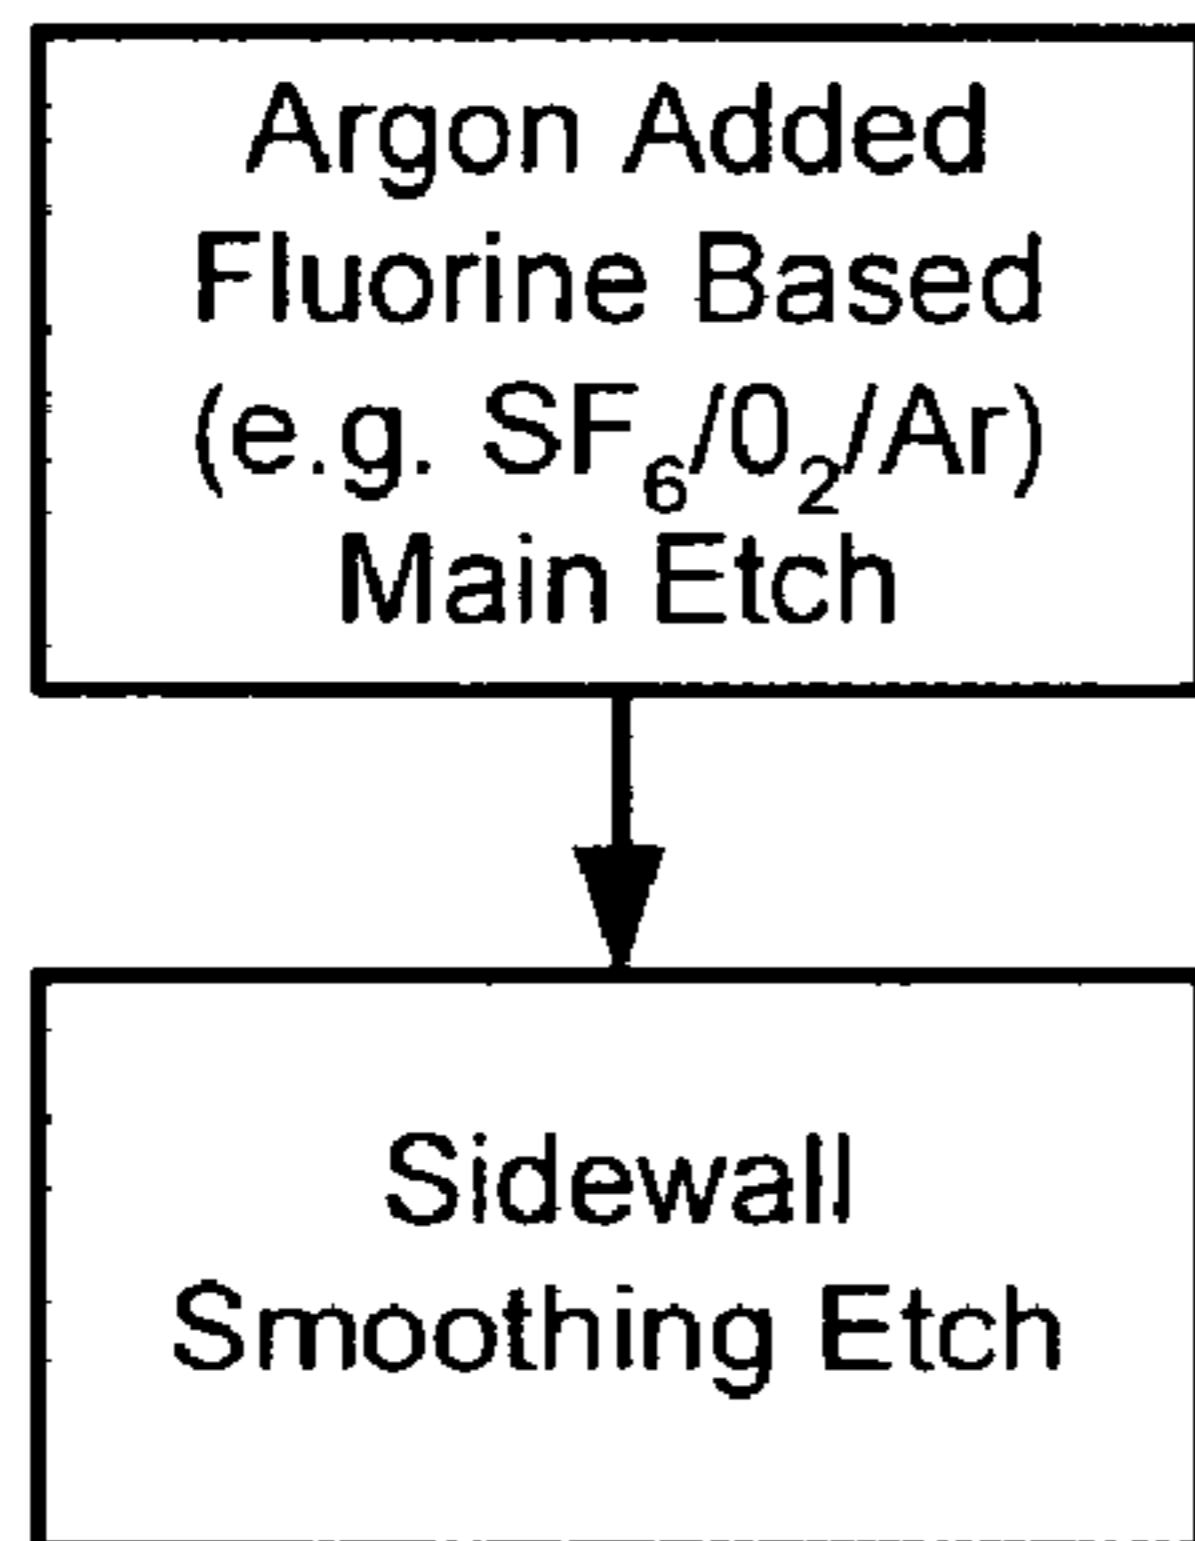 Argon Added
Fluorine Based
(e.g. SF₆/0₂/Ar)
Main Etch
Sidewall
Smoothing Etch